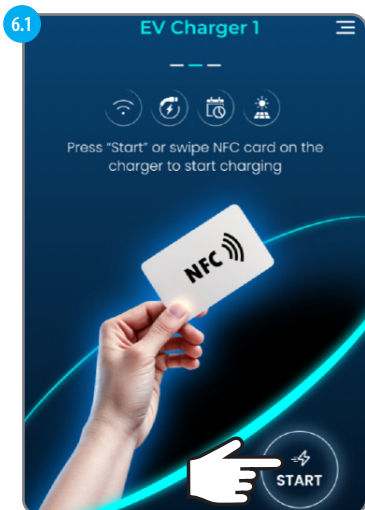 6.1
EV Charger 1
Press “Start” or swipe NFC card on the
charger to start charging
NFC
START